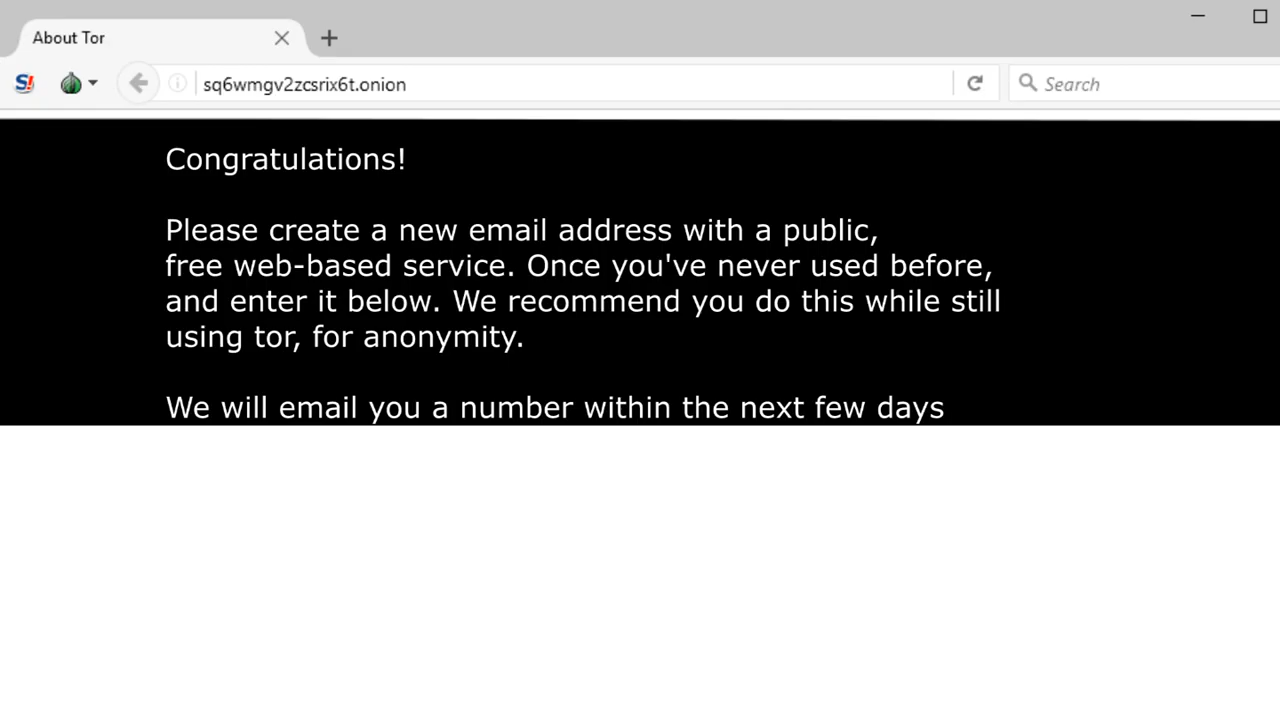 About Tor
S!
sq6wmgv2zcsrix6t.onion
Search
Congratulations!
Please create a new email address with a public,
free web-based service. Once you've never used before,
and enter it below. We recommend you do this while still
using tor, for anonymity.
We will email you a number within the next few days